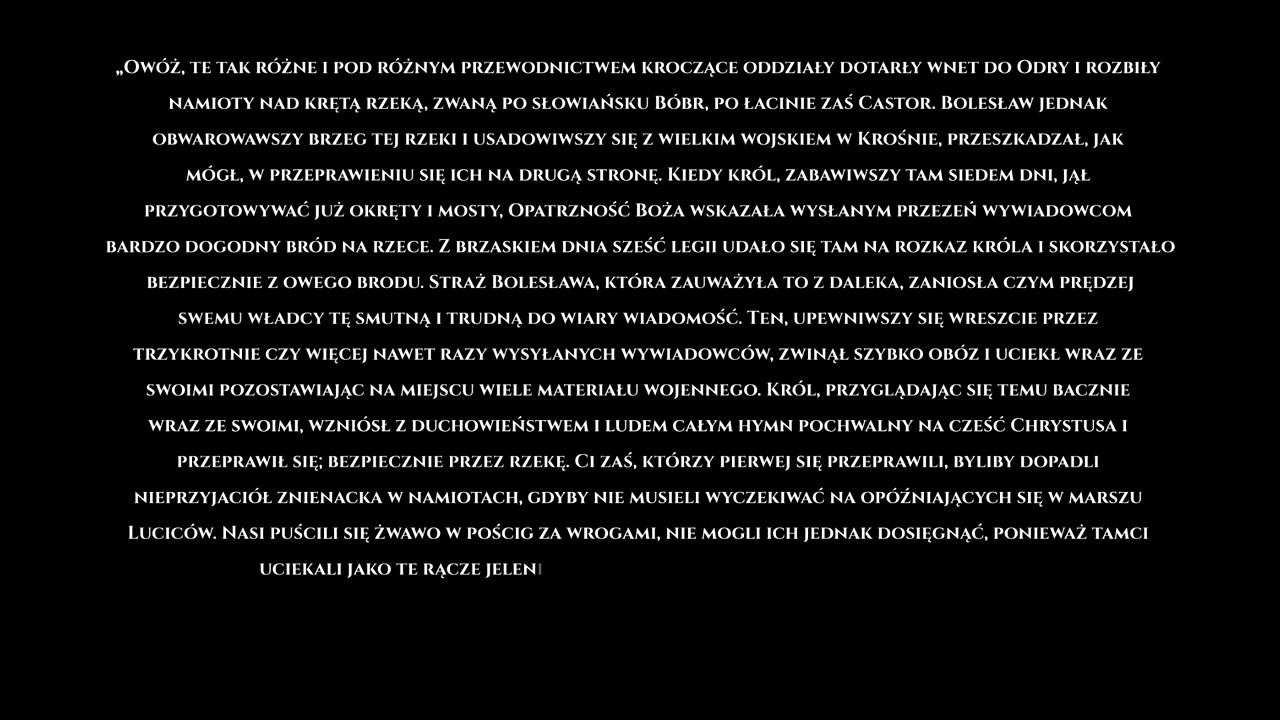 „Owóż, te tak różne i pod różnym przewodnictwem kroczące oddziały dotarły wnet do Odry i rozbiły
namioty nad krętą rzeką, zwaną po słowiańsku Bóbr, po łacinie zaś Castor. Bolesław jednak
obwarowawszy brzeg tej rzeki i usadowiwszy się z wielkim wojskiem w Krośnie, przeszkadzał, jak
mógł, w przeprawieniu się ich na drugą stronę. Kiedy król, zabawiwszy tam siedem dni, jął
przygotowywać już okręty i mosty, Opatrzność Boża wskazała wysłanym przezeń wywiadowcom
bardzo dogodny bród na rzece. Z brzaskiem dnia sześć legii udało się tam na rozkaz króla i skorzystało
bezpiecznie z owego brodu. Straż Bolesława, która zauważyła to z daleka, zaniosła czym prędzej
swemu władcy tę smutną i trudną do wiary wiadomość. Ten, upewniwszy się wreszcie przez
trzykrotnie czy więcej nawet razy wysyłanych wywiadowców, zwinął szybko obóz i uciekł wraz ze
swoimi pozostawiając na miejscu wiele materiału wojennego. Król, przyglądając się temu bacznie
wraz ze swoimi, wzniósł z duchowieństwem i ludem całym hymn pochwalny na cześć Chrystusa i
przeprawił się; bezpiecznie przez rzekę. Ci zaś, którzy pierwej się przeprawili, byliby dopadli
nieprzyjaciół znienacka w namiotach, gdyby nie musieli wyczekiwać na opóźniających się w marszu
Luciców. Nasi puścili się żwawo w pościg za wrogami, nie mogli ich jednak dosięgnąć, ponieważ tamci
uciekali jako te rącze jeleni